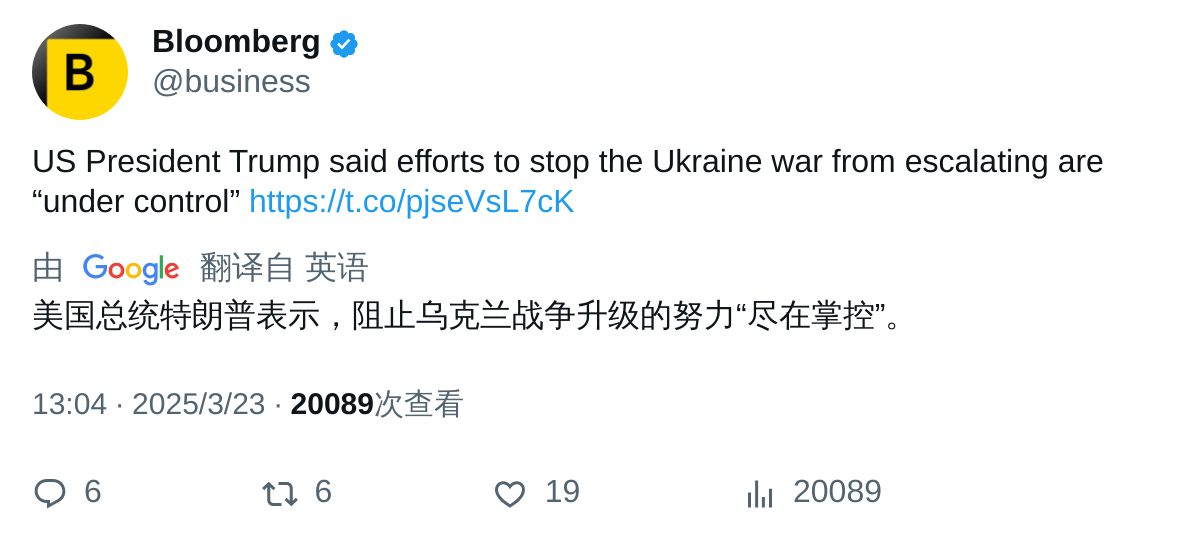 B
Bloomberg
@business
US President Trump said efforts to stop the Ukraine war from escalating are
“under control” https://t.co/pjseVsL7cK
由 Google 翻译自 英语
美国总统特朗普表示，阻止乌克兰战争升级的努力“尽在掌控”。
13:04 · 2025/3/23 · 20089次查看
6 6 19 20089